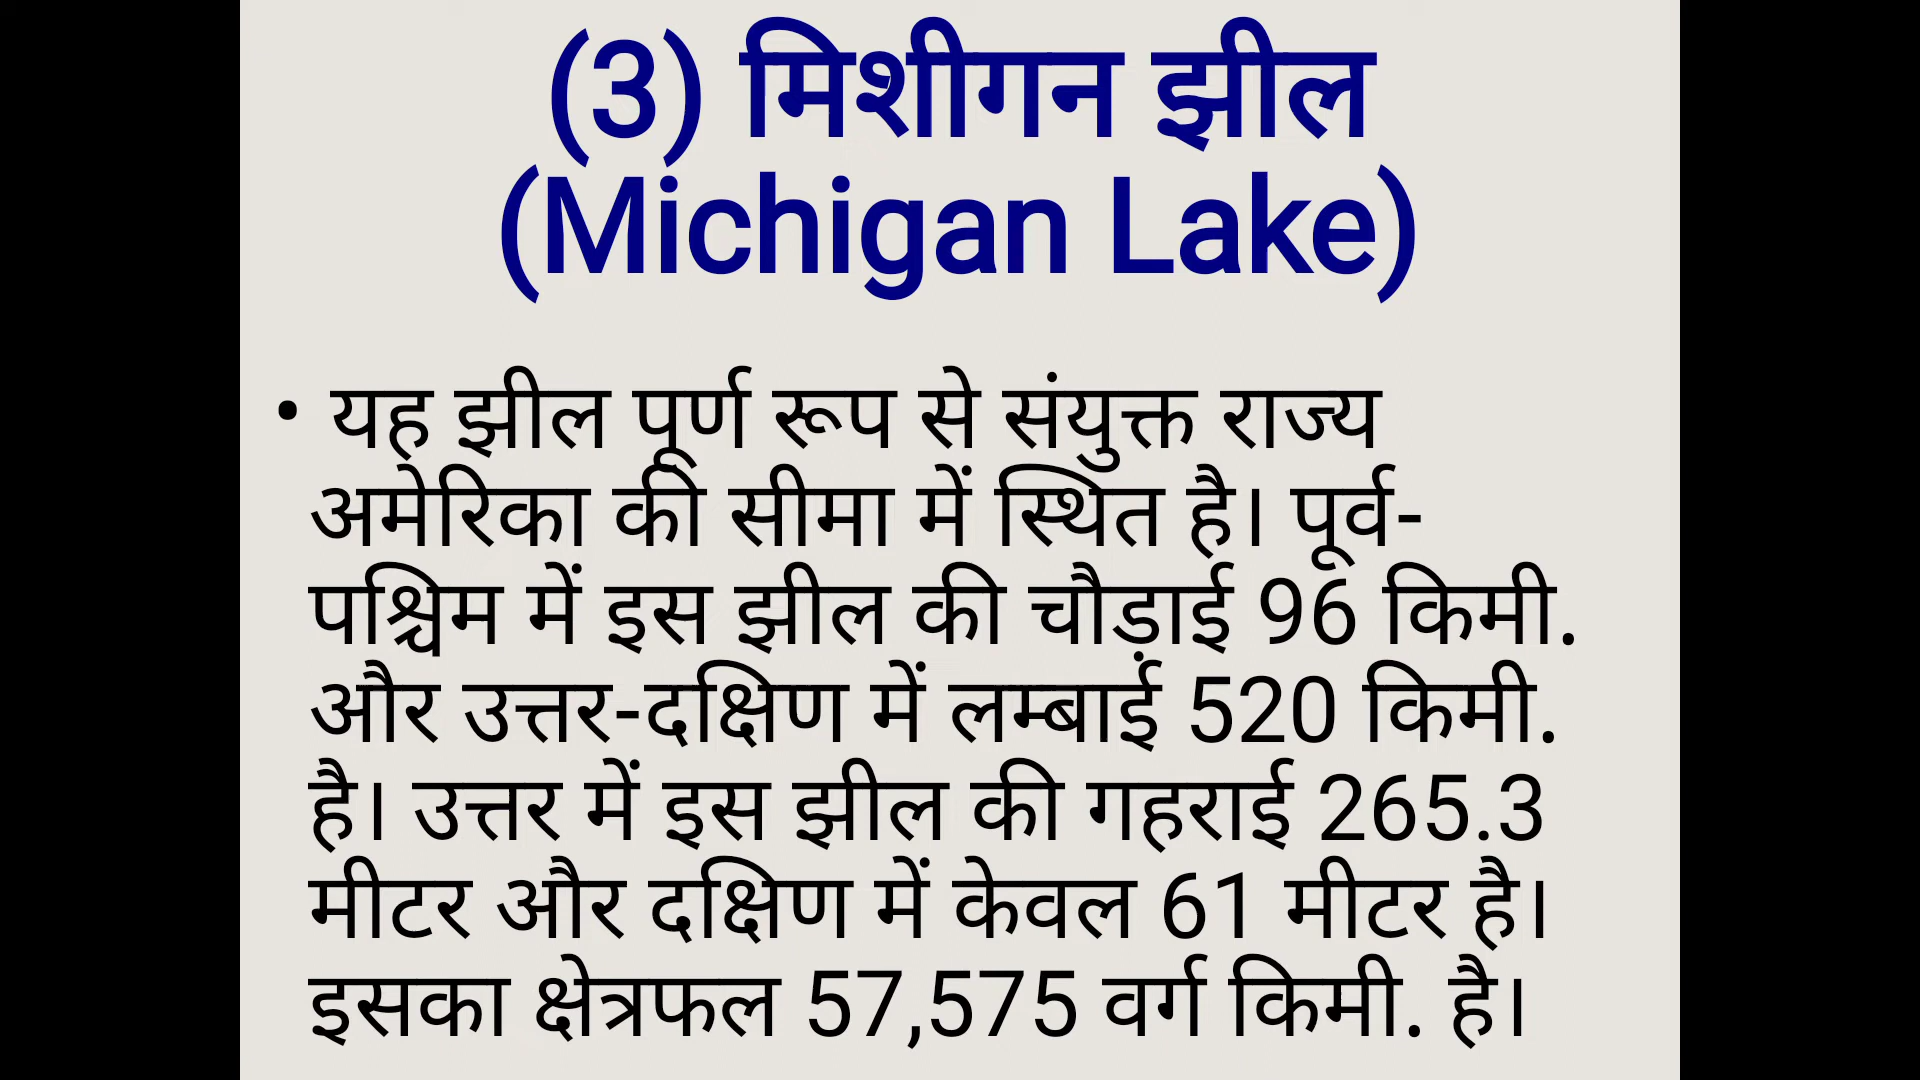 (3) मिशीगन झील
(Michigan Lake)
• यह झील पूर्ण रूप से संयुक्त राज्य
अमेरिका की सीमा में स्थित है। पूर्व-
पश्चिम में इस झील की चौड़ाई 96 किमी.
और उत्तर-दक्षिण में लम्बाई 520 किमी.
है। उत्तर में इस झील की गहराई 265.3
मीटर और दक्षिण में केवल 61 मीटर है।
इसका क्षेत्रफल 57,575 वर्ग किमी. है।